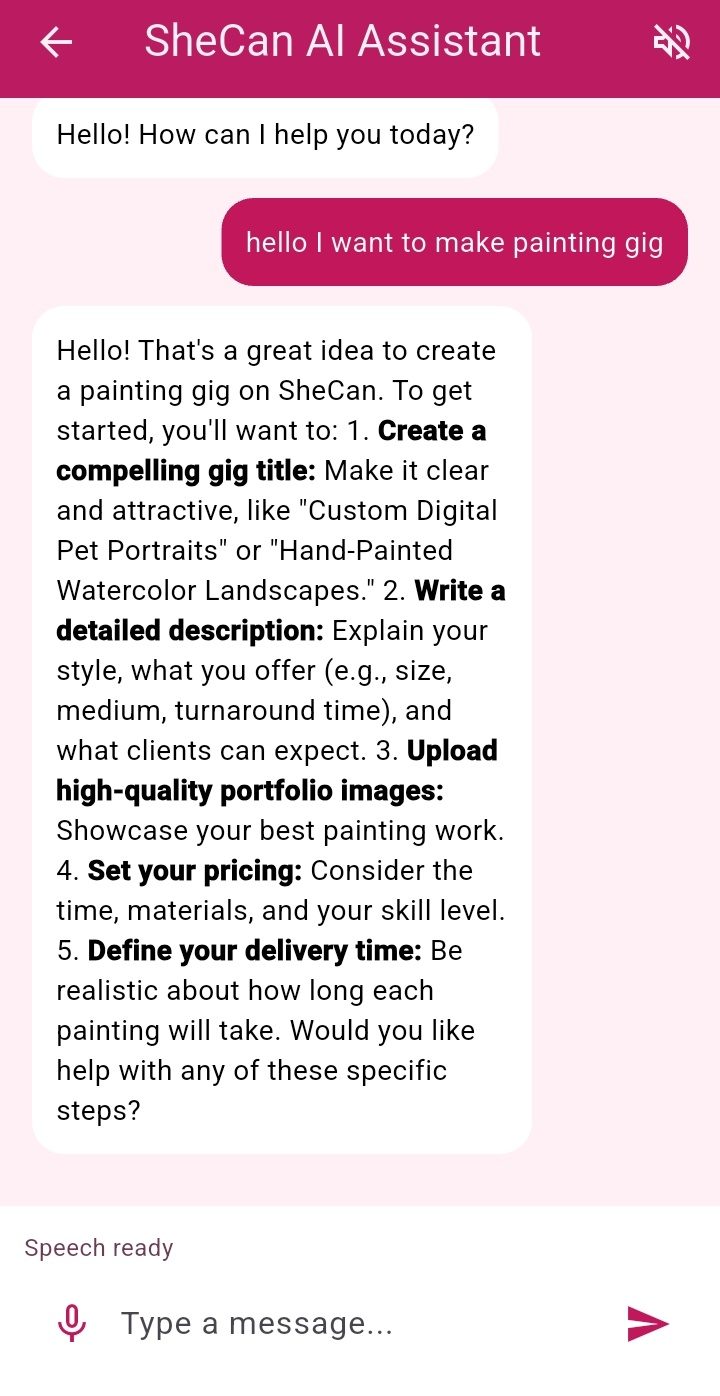 SheCan AI Assistant
Hello! How can I help you today?
hello I want to make painting gig
Hello! That's a great idea to create
a painting gig on SheCan. To get
started, you'll want to: 1. Create a
compelling gig title: Make it clear
and attractive, like "Custom Digital
Pet Portraits" or "Hand-Painted
Watercolor Landscapes." 2. Write a
detailed description: Explain your
style, what you offer (e.g., size,
medium, turnaround time), and
what clients can expect. 3. Upload
high-quality portfolio images:
Showcase your best painting work.
4. Set your pricing: Consider the
time, materials, and your skill level.
5. Define your delivery time: Be
realistic about how long each
painting will take. Would you like
help with any of these specific
steps?
Speech ready
Type a message...